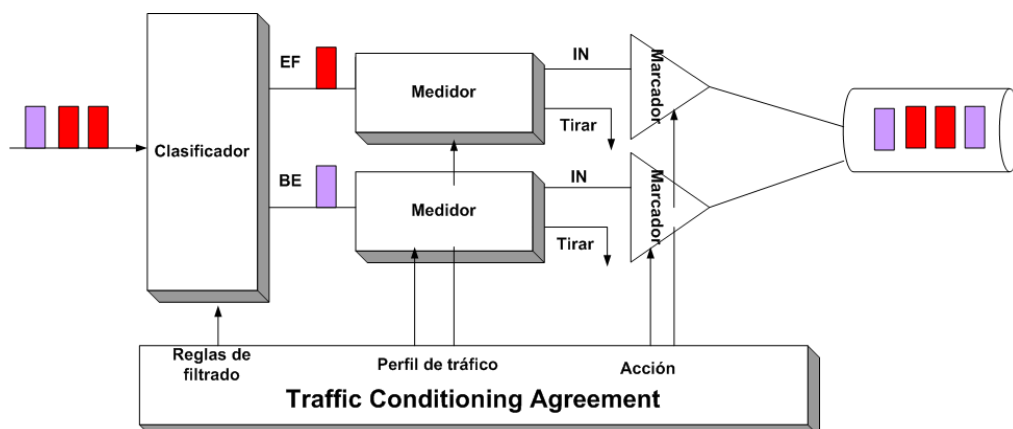 EF
IN
Medidor
Marcador
Tirar
Clasificador
BE
IN
Medidor
Marcador
Tirar
Reglas de
filtrado
Perfil de tráfico
Acción
Traffic Conditioning Agreement